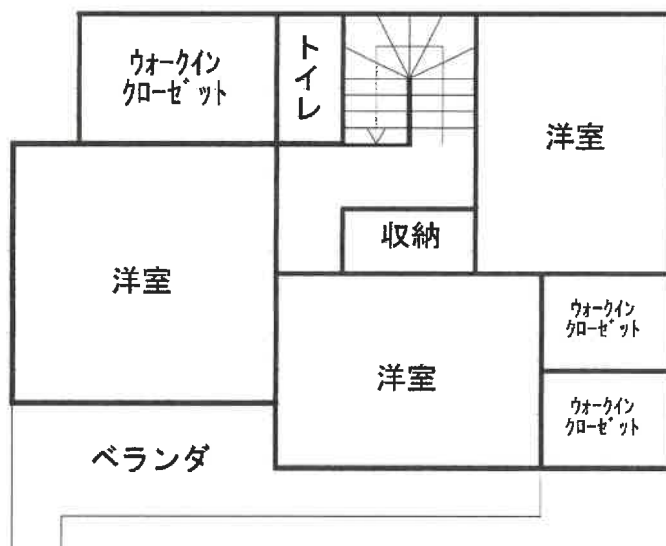 ウォークイン
クローゼット
トイレ
洋室
収納
洋室
洋室
ウォークイン
クローゼット
ウォークイン
クローゼット
ベランダ